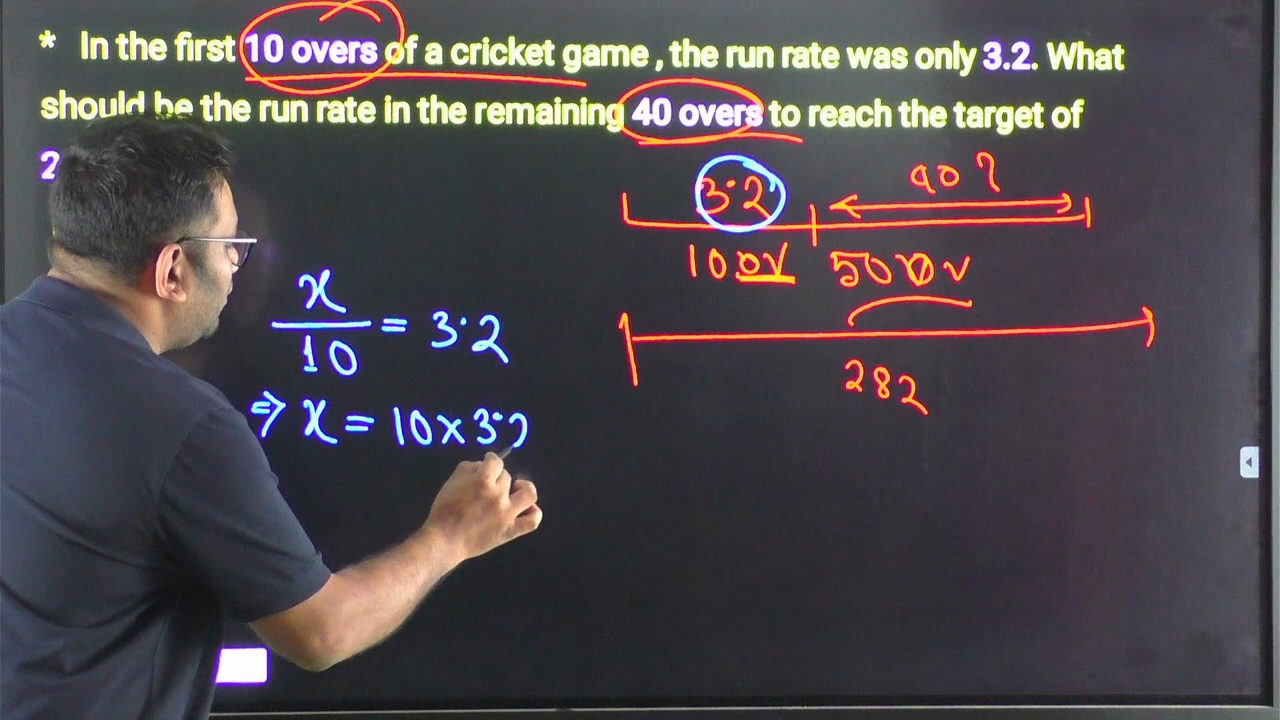 * In the first 10 overs of a cricket game , the run rate was only 3.2. What
should be the run rate in the remaining 40 overs to reach the target of
2
3.2 40 ?
10 ov 50 ov
282
x
10 = 3.2
⇒ x = 10 x 3.2